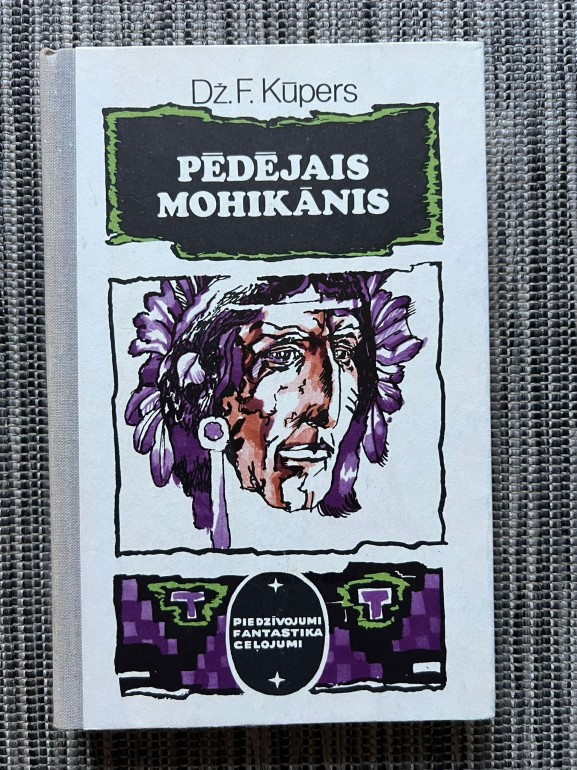 Dž. F. Kūpers
PĒDĒJAIS
MOHIKĀNIS
T
T
PIEDZĪVOJUMI
FANTASTIKA
CEĻOJUMI